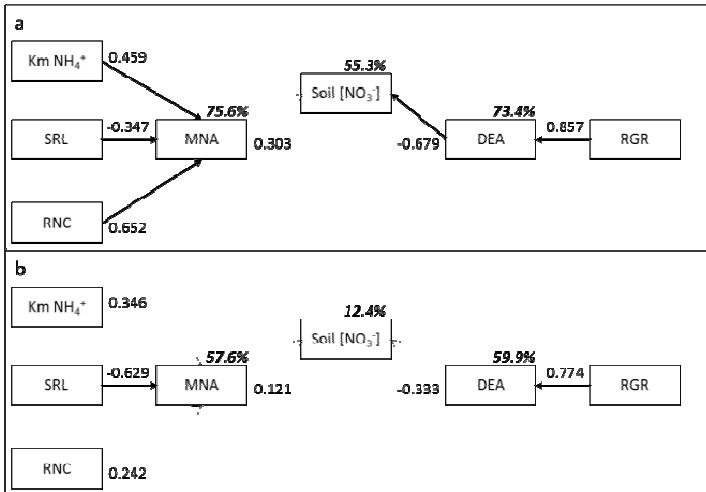 a
Km NH₄⁺
0.459
55.3%
Soil [NO₃⁻]
75.6%
73.4%
SRL
-0.347
MNA
0.303
-0.679
DEA
0.857
RGR
RNC
0.652
b
Km NH₄⁺
0.346
12.4%
Soil [NO₃⁻]
57.6%
59.9%
SRL
-0.629
MNA
0.121
-0.333
DEA
0.774
RGR
RNC
0.242